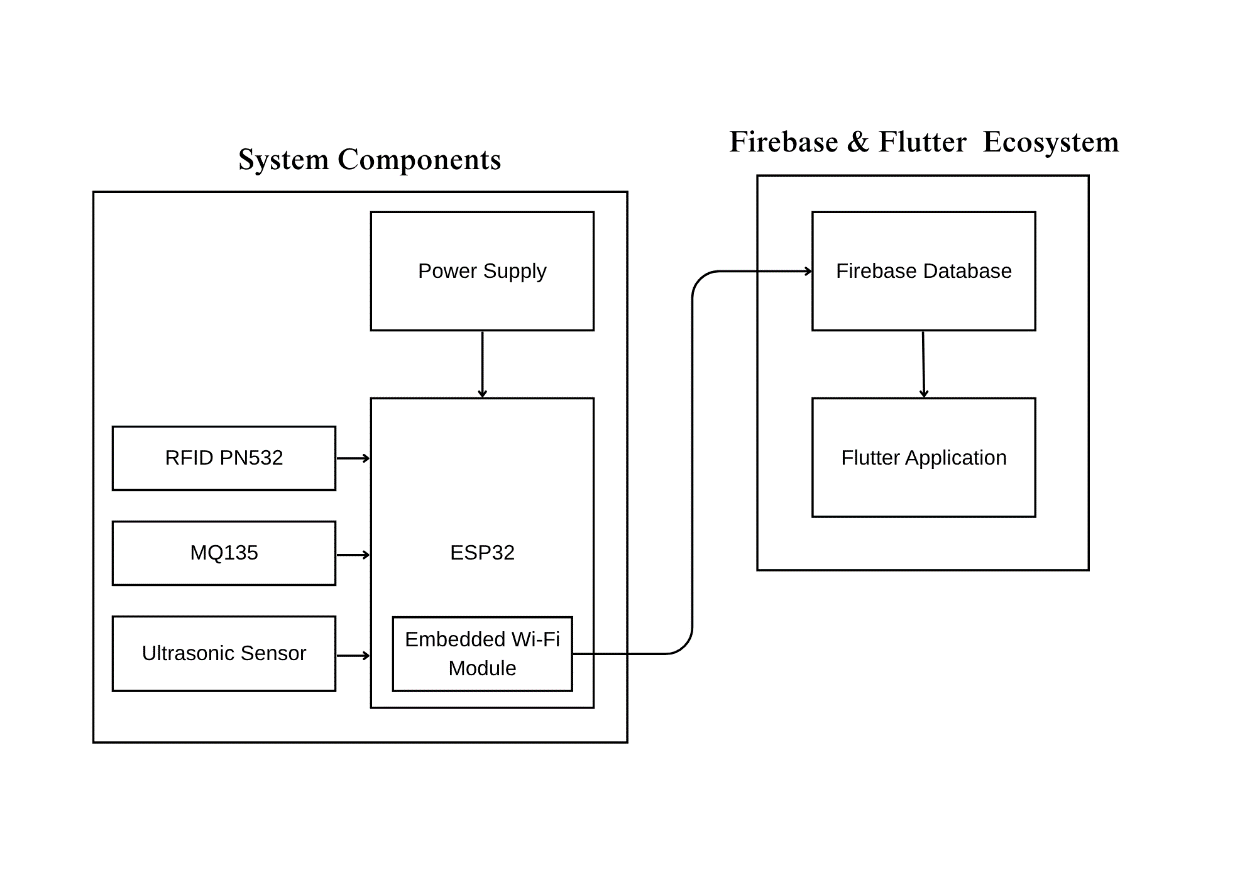 System Components
Power Supply
RFID PN532
MQ135
Ultrasonic Sensor
ESP32
Embedded Wi-Fi
Module
Firebase & Flutter  Ecosystem
Firebase Database
Flutter Application